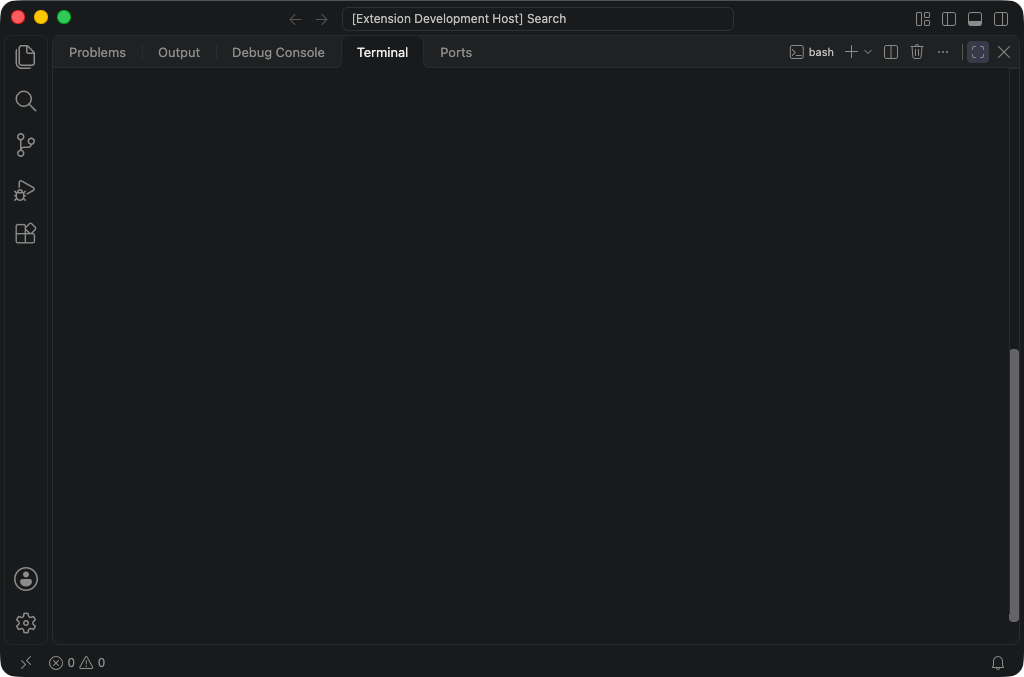 [Extension Development Host] Search
Problems Output Debug Console Terminal Ports bash
0 0